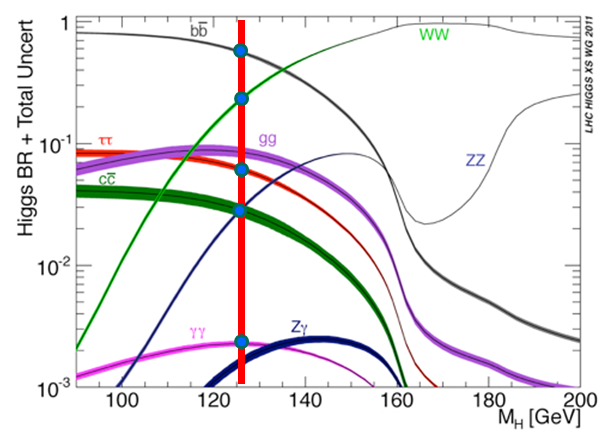 Higgs BR + Total Uncert
LHC HIGGS XS WG 2011
1
10⁻¹
10⁻²
10⁻³
bb̅
WW
ττ
gg
cc̅
ZZ
γγ
Zγ
100 120 140 160 180 200
M_H [GeV]